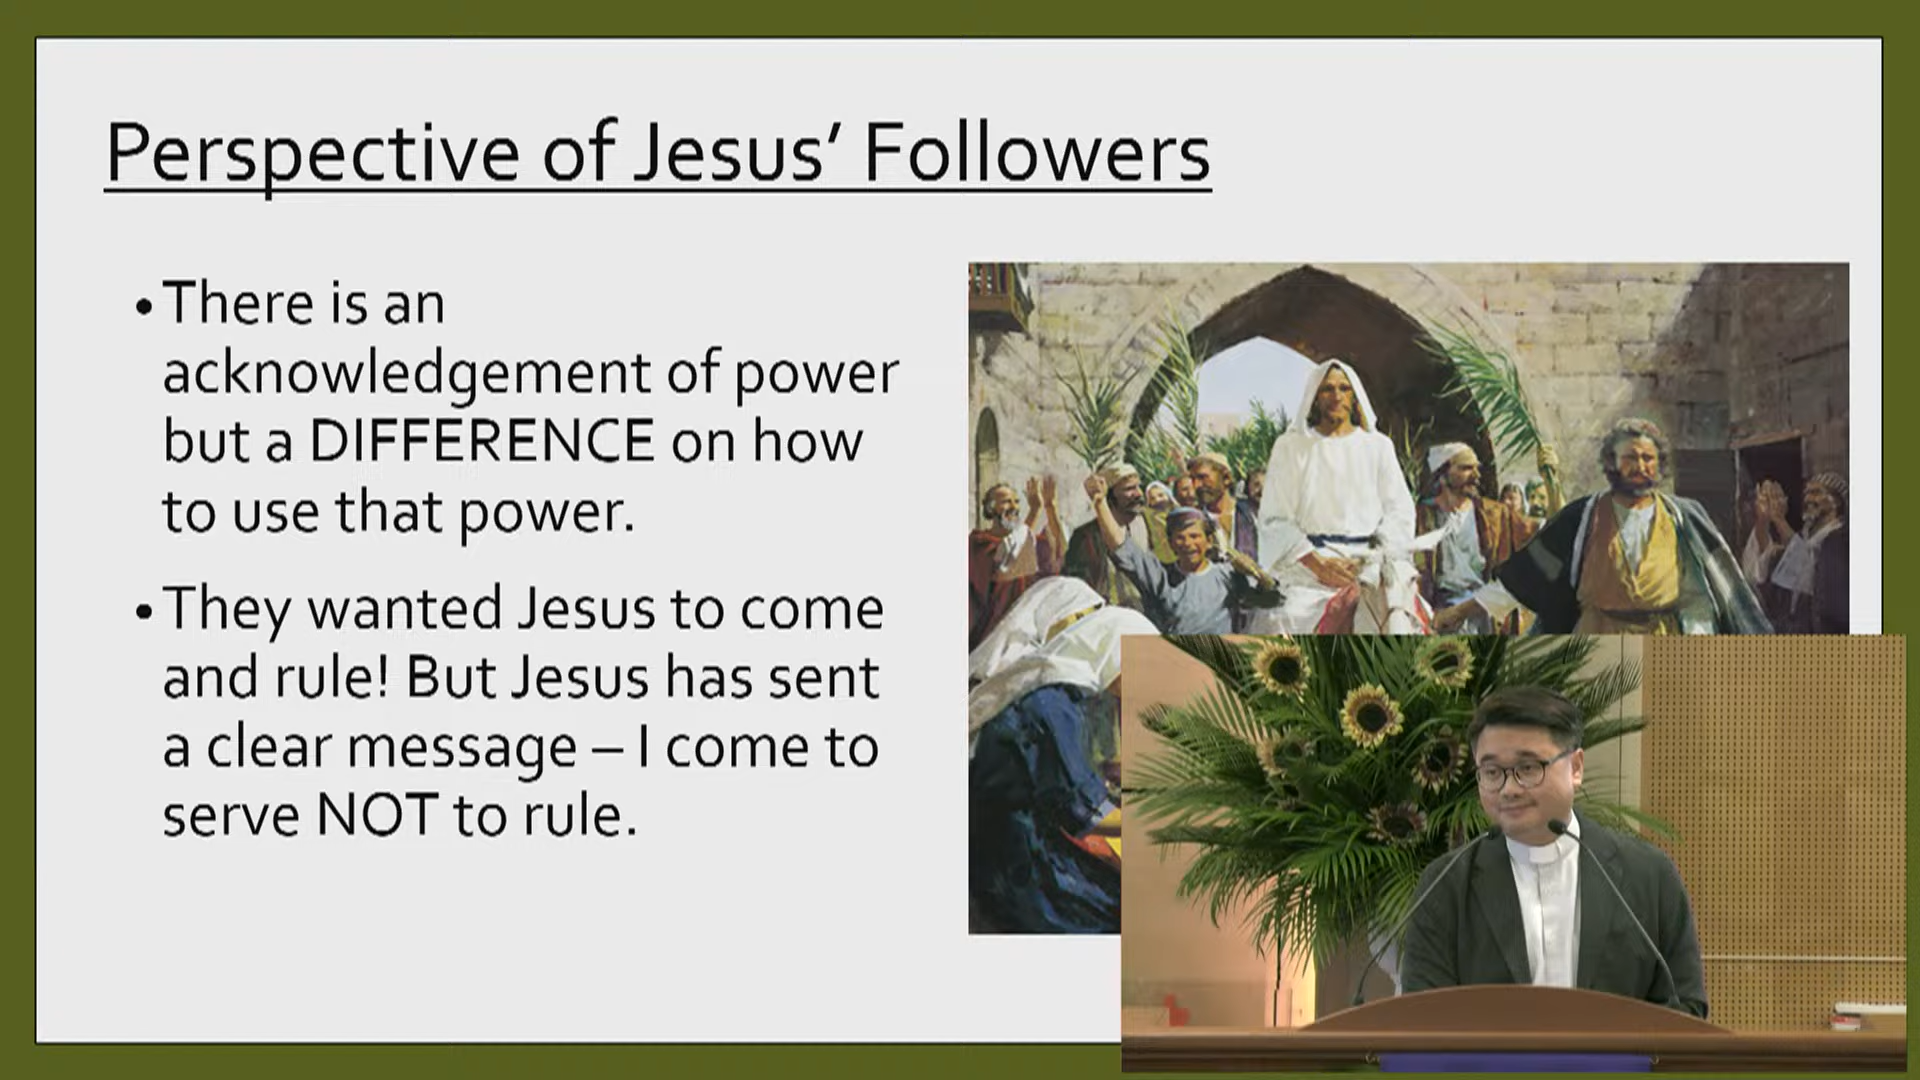 Perspective of Jesus’ Followers
•There is an
acknowledgement of power
but a DIFFERENCE on how
to use that power.
•They wanted Jesus to come
and rule! But Jesus has sent
a clear message – I come to
serve NOT to rule.